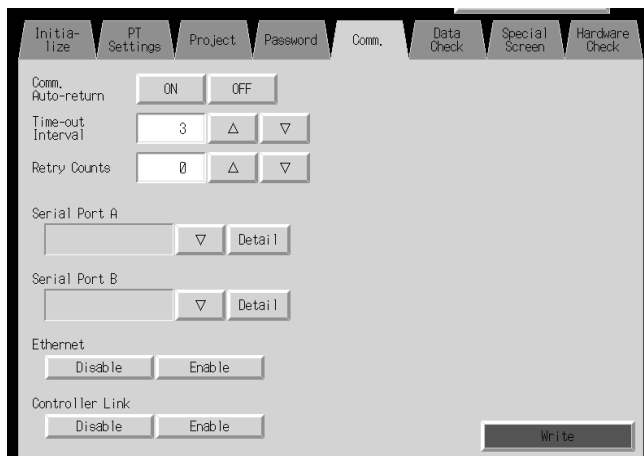 Initia-
lize
PT
Settings
Project
Password
Comm.
Data
Check
Special
Screen
Hardware
Check
Comm.
Auto-return
ON
OFF
Time-out
Interval
3
△
▽
Retry Counts
0
△
▽
Serial Port A
▽
Detail
Serial Port B
▽
Detail
Ethernet
Disable
Enable
Controller Link
Disable
Enable
Write